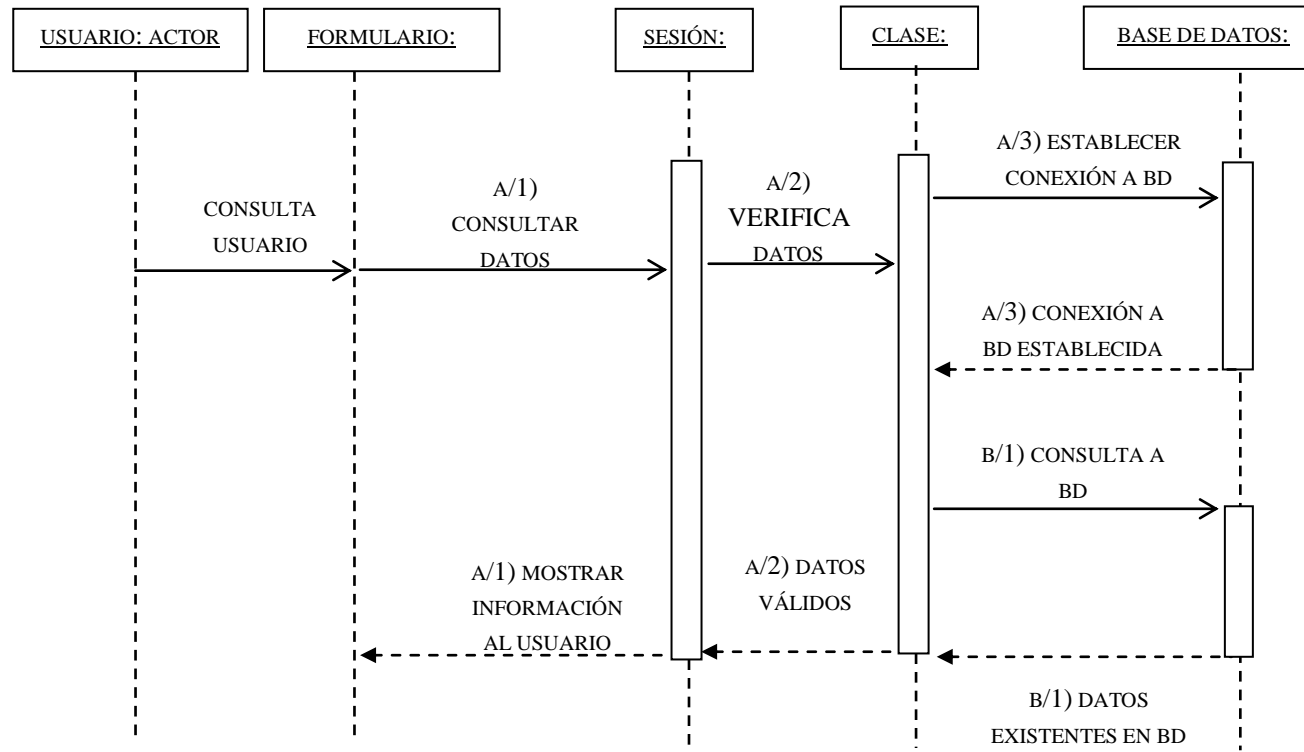 USUARIO: ACTOR
FORMULARIO:
SESIÓN:
CLASE:
BASE DE DATOS:
CONSULTA
USUARIO
A/1)
CONSULTAR
DATOS
A/2)
VERIFICA
DATOS
A/3) ESTABLECER
CONEXIÓN A BD
A/3) CONEXIÓN A
BD ESTABLECIDA
B/1) CONSULTA A
BD
A/1) MOSTRAR
INFORMACIÓN
AL USUARIO
A/2) DATOS
VÁLIDOS
B/1) DATOS
EXISTENTES EN BD